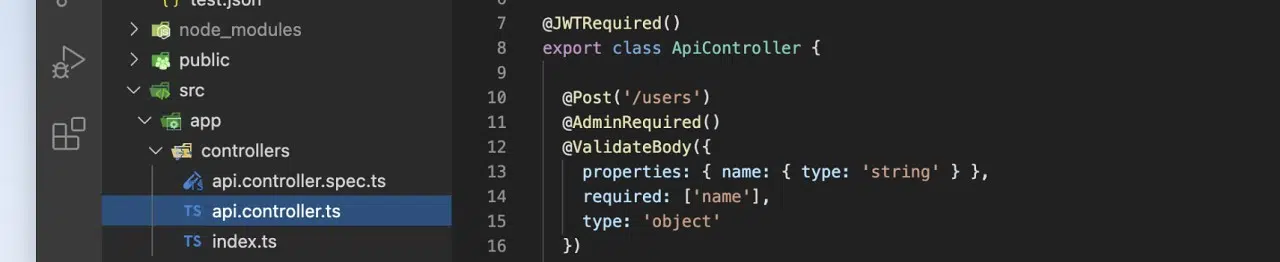 test.json
node_modules
public
src
app
controllers
api.controller.spec.ts
TS api.controller.ts
TS index.ts
7 @JWTRequired()
8 export class ApiController {
9
10 @Post('/users')
11 @AdminRequired()
12 @ValidateBody({
13 properties: { name: { type: 'string' } },
14 required: ['name'],
15 type: 'object'
16 })